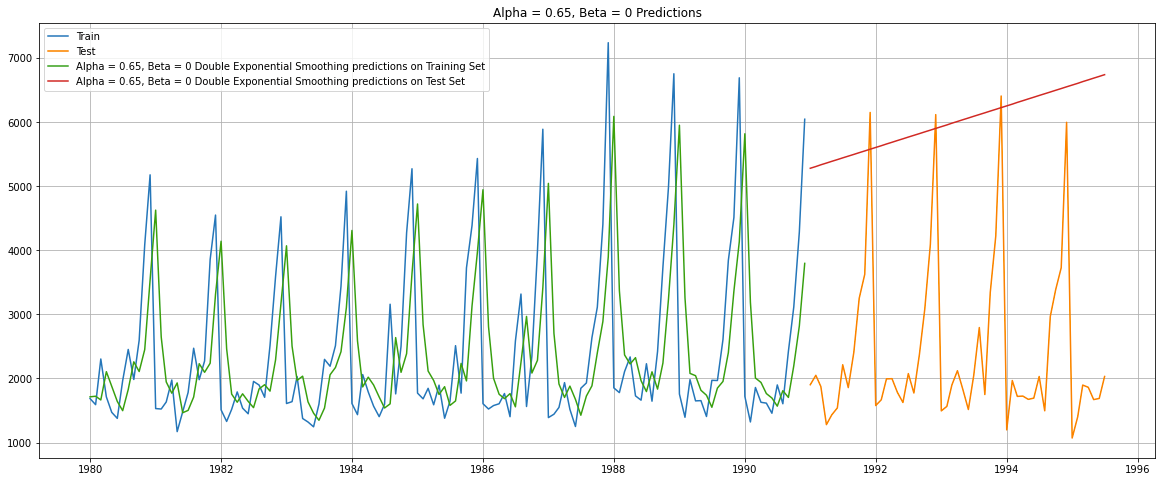 Alpha = 0.65, Beta = 0 Predictions
Train
Test
Alpha = 0.65, Beta = 0 Double Exponential Smoothing predictions on Training Set
Alpha = 0.65, Beta = 0 Double Exponential Smoothing predictions on Test Set
7000
6000
5000
4000
3000
2000
1000
1980 1982 1984 1986 1988 1990 1992 1994 1996